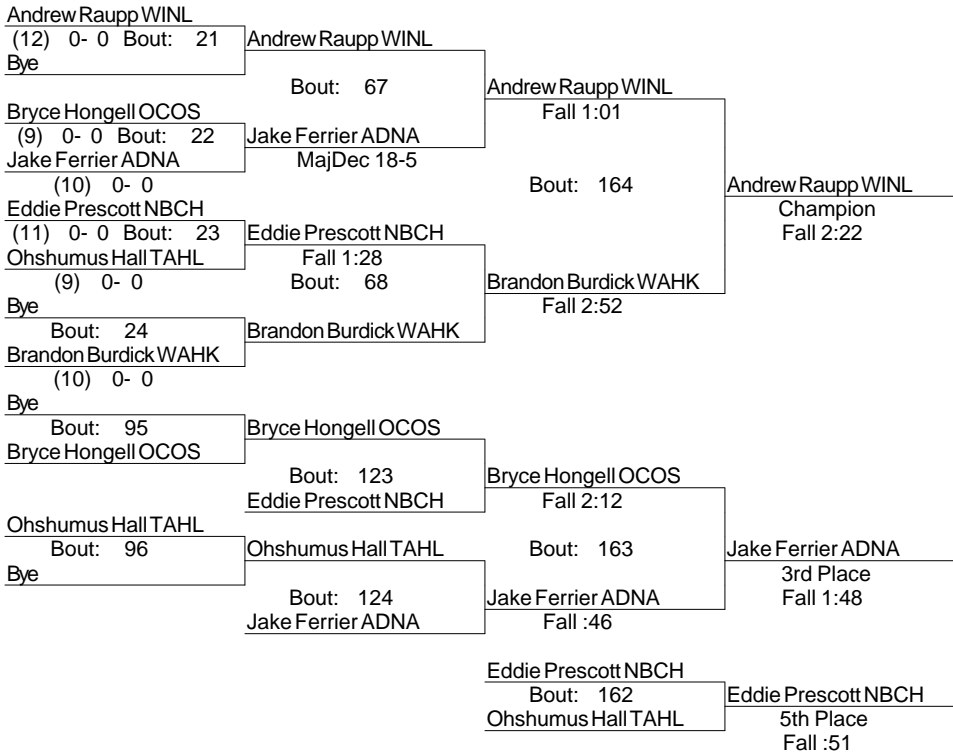 Andrew Raupp WINL
(12) 0- 0 Bout: 21 Andrew Raupp WINL
Bye
Bout: 67 Andrew Raupp WINL
Bryce Hongell OCOS Fall 1:01
(9) 0- 0 Bout: 22 Jake Ferrier ADNA
Jake Ferrier ADNA MajDec 18-5
(10) 0- 0 Bout: 164 Andrew Raupp WINL
Eddie Prescott NBCH Champion
(11) 0- 0 Bout: 23 Eddie Prescott NBCH Fall 2:22
Ohshumus Hall TAHL Fall 1:28
(9) 0- 0 Bout: 68 Brandon Burdick WAHK
Bye Fall 2:52
Bout: 24 Brandon Burdick WAHK
Brandon Burdick WAHK
(10) 0- 0
Bye
Bout: 95 Bryce Hongell OCOS
Bryce Hongell OCOS
Bout: 123 Bryce Hongell OCOS
Eddie Prescott NBCH Fall 2:12
Ohshumus Hall TAHL
Bout: 96 Ohshumus Hall TAHL Bout: 163 Jake Ferrier ADNA
Bye 3rd Place
Bout: 124 Jake Ferrier ADNA Fall 1:48
Jake Ferrier ADNA Fall :46
Eddie Prescott NBCH
Bout: 162 Eddie Prescott NBCH
Ohshumus Hall TAHL 5th Place
Fall :51